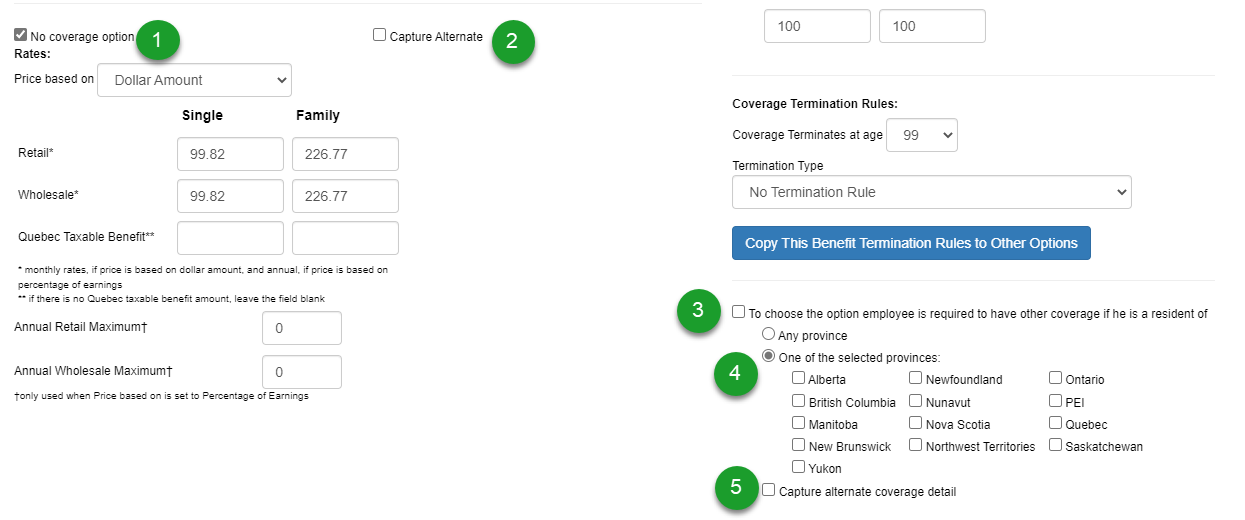 No coverage option
1
Capture Alternate
2
Rates:
Price based on Dollar Amount
Single Family
Retail* 99.82 226.77
Wholesale* 99.82 226.77
Quebec Taxable Benefit**
* monthly rates, if price is based on dollar amount, and annual, if price is based on
percentage of earnings
** if there is no Quebec taxable benefit amount, leave the field blank
Annual Retail Maximum† 0
Annual Wholesale Maximum† 0
†only used when Price based on is set to Percentage of Earnings
100 100
Coverage Termination Rules:
Coverage Terminates at age 99
Termination Type
No Termination Rule
Copy This Benefit Termination Rules to Other Options
3
To choose the option employee is required to have other coverage if he is a resident of
Any province
4
One of the selected provinces:
Alberta Newfoundland Ontario
British Columbia Nunavut PEI
Manitoba Nova Scotia Quebec
New Brunswick Northwest Territories Saskatchewan
Yukon
5
Capture alternate coverage detail